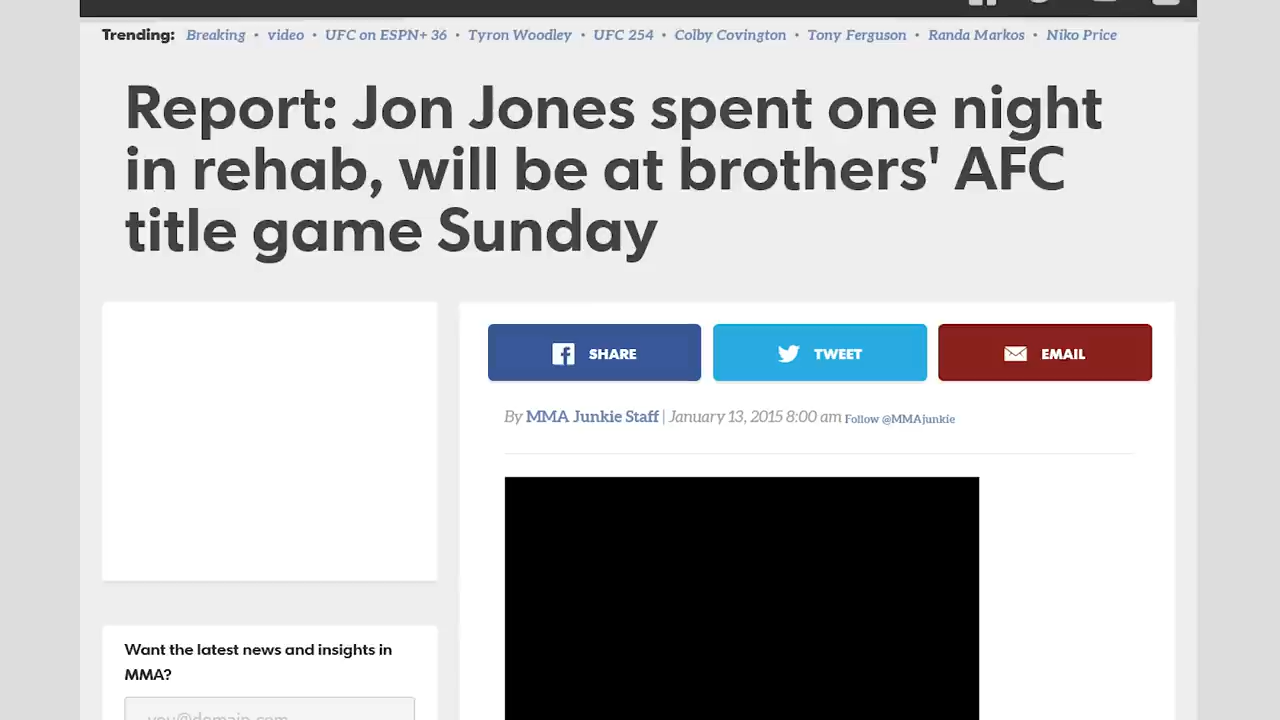 Trending: Breaking • video • UFC on ESPN+ 36 • Tyron Woodley • UFC 254 • Colby Covington • Tony Ferguson • Randa Markos • Niko Price
Report: Jon Jones spent one night
in rehab, will be at brothers' AFC
title game Sunday
SHARE
TWEET
EMAIL
By MMA Junkie Staff | January 13, 2015 8:00 am Follow @MMAjunkie
Want the latest news and insights in
MMA?
you@domain.com